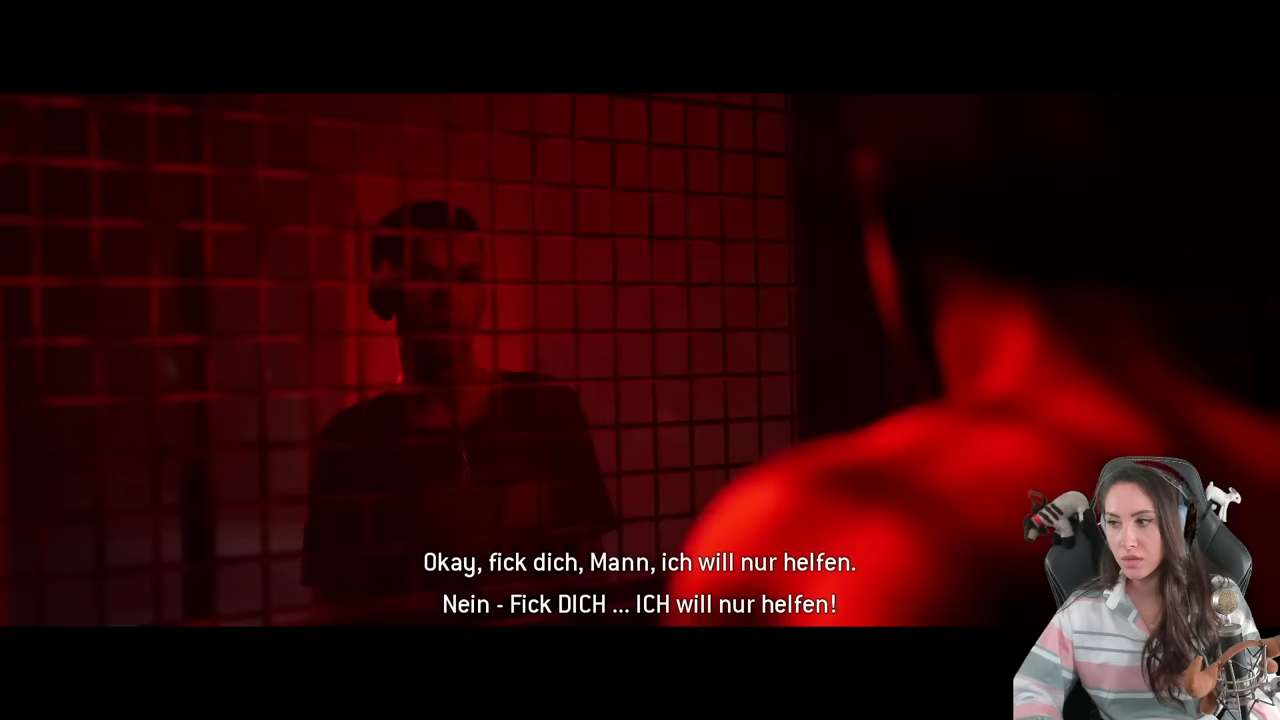 Okay, fick dich, Mann, ich will nur helfen.
Nein - Fick DICH ... ICH will nur helfen!